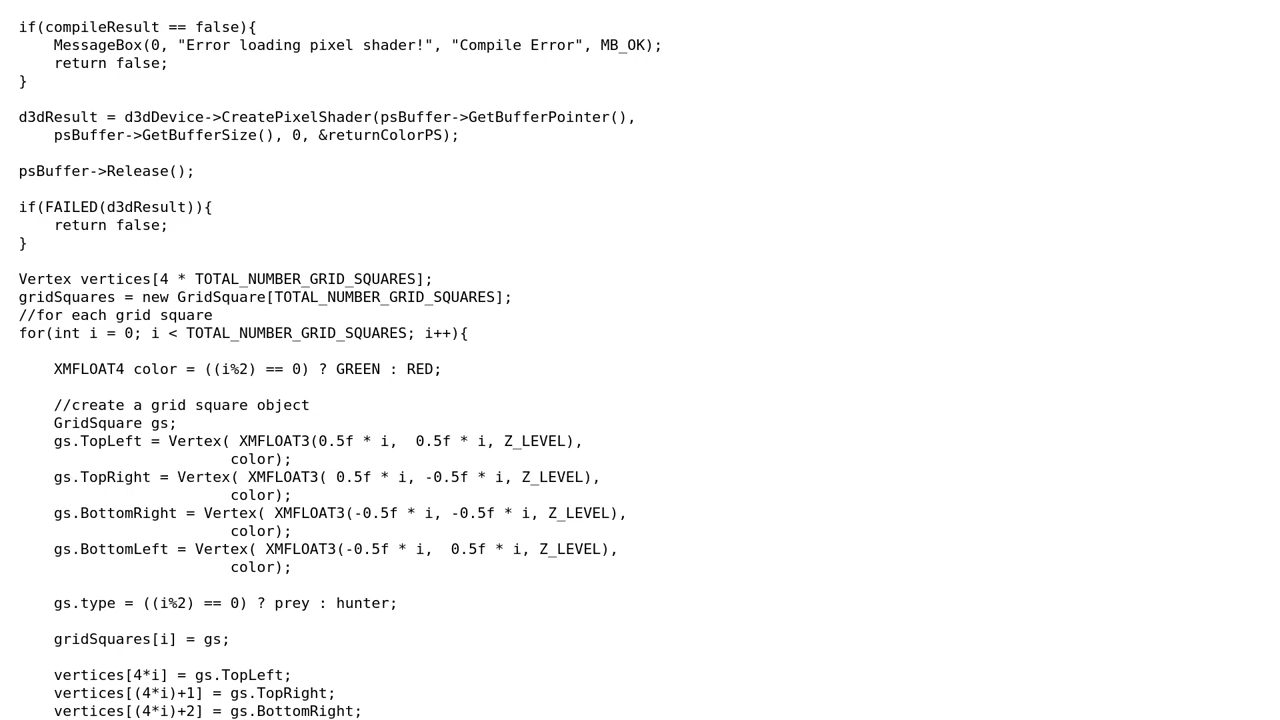 if(compileResult == false){
    MessageBox(0, "Error loading pixel shader!", "Compile Error", MB_OK);
    return false;
}

d3dResult = d3dDevice->CreatePixelShader(psBuffer->GetBufferPointer(),
    psBuffer->GetBufferSize(), 0, &returnColorPS);

psBuffer->Release();

if(FAILED(d3dResult)){
    return false;
}

Vertex vertices[4 * TOTAL_NUMBER_GRID_SQUARES];
gridSquares = new GridSquare[TOTAL_NUMBER_GRID_SQUARES];
//for each grid square
for(int i = 0; i < TOTAL_NUMBER_GRID_SQUARES; i++){

    XMFLOAT4 color = ((i%2) == 0) ? GREEN : RED;

    //create a grid square object
    GridSquare gs;
    gs.TopLeft = Vertex( XMFLOAT3(0.5f * i,  0.5f * i, Z_LEVEL),
                        color);
    gs.TopRight = Vertex( XMFLOAT3( 0.5f * i, -0.5f * i, Z_LEVEL),
                        color);
    gs.BottomRight = Vertex( XMFLOAT3(-0.5f * i, -0.5f * i, Z_LEVEL),
                        color);
    gs.BottomLeft = Vertex( XMFLOAT3(-0.5f * i,  0.5f * i, Z_LEVEL),
                        color);

    gs.type = ((i%2) == 0) ? prey : hunter;

    gridSquares[i] = gs;

    vertices[4*i] = gs.TopLeft;
    vertices[(4*i)+1] = gs.TopRight;
    vertices[(4*i)+2] = gs.BottomRight;